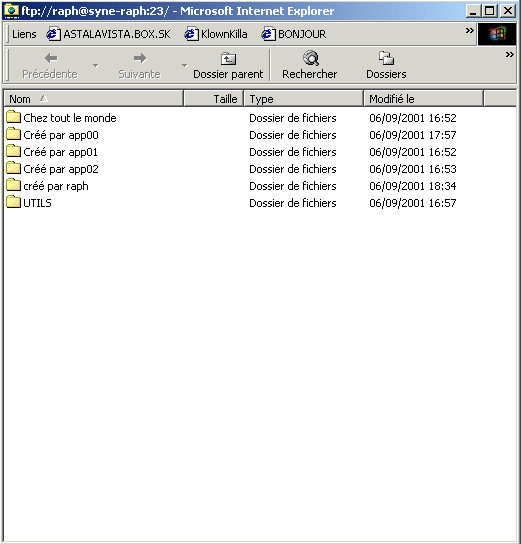 ftp://raph@syne-raph:23/ - Microsoft Internet Explorer
Liens ASTALAVISTA.BOX.SK KlownKilla BONJOUR »
Précédente Suivante Dossier parent Rechercher Dossiers »
Nom Taille Type Modifié le
Chez tout le monde Dossier de fichiers 06/09/2001 16:52
Créé par app00 Dossier de fichiers 06/09/2001 17:57
Créé par app01 Dossier de fichiers 06/09/2001 16:52
Créé par app02 Dossier de fichiers 06/09/2001 16:53
créé par raph Dossier de fichiers 06/09/2001 18:34
UTILS Dossier de fichiers 06/09/2001 16:57